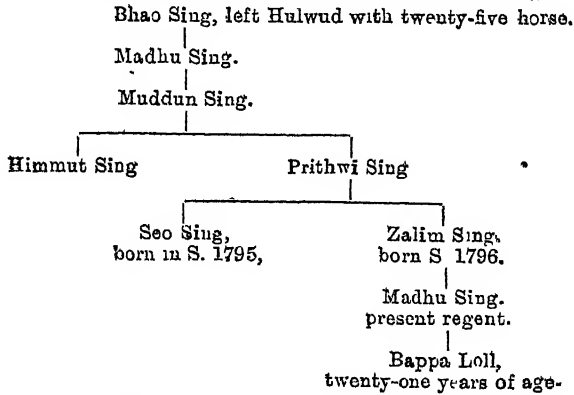 Bhao Sing, left Hulwud with twenty-five horse.
Madhu Sing.
Muddun Sing.
Himmut Sing Prithwi Sing
Seo Sing, Zalim Sing,
born in S. 1795, born S 1796.
Madhu Sing.
present regent.
Bappa Loll,
twenty-one years of age-